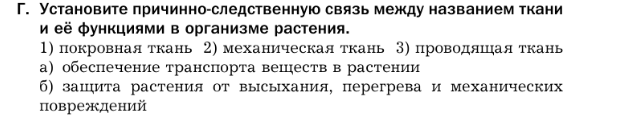 Г. Установите причинно-следственную связь между названием ткани
и её функциями в организме растения.
1) покровная ткань 2) механическая ткань 3) проводящая ткань
а) обеспечение транспорта веществ в растении
б) защита растения от высыхания, перегрева и механических
повреждений